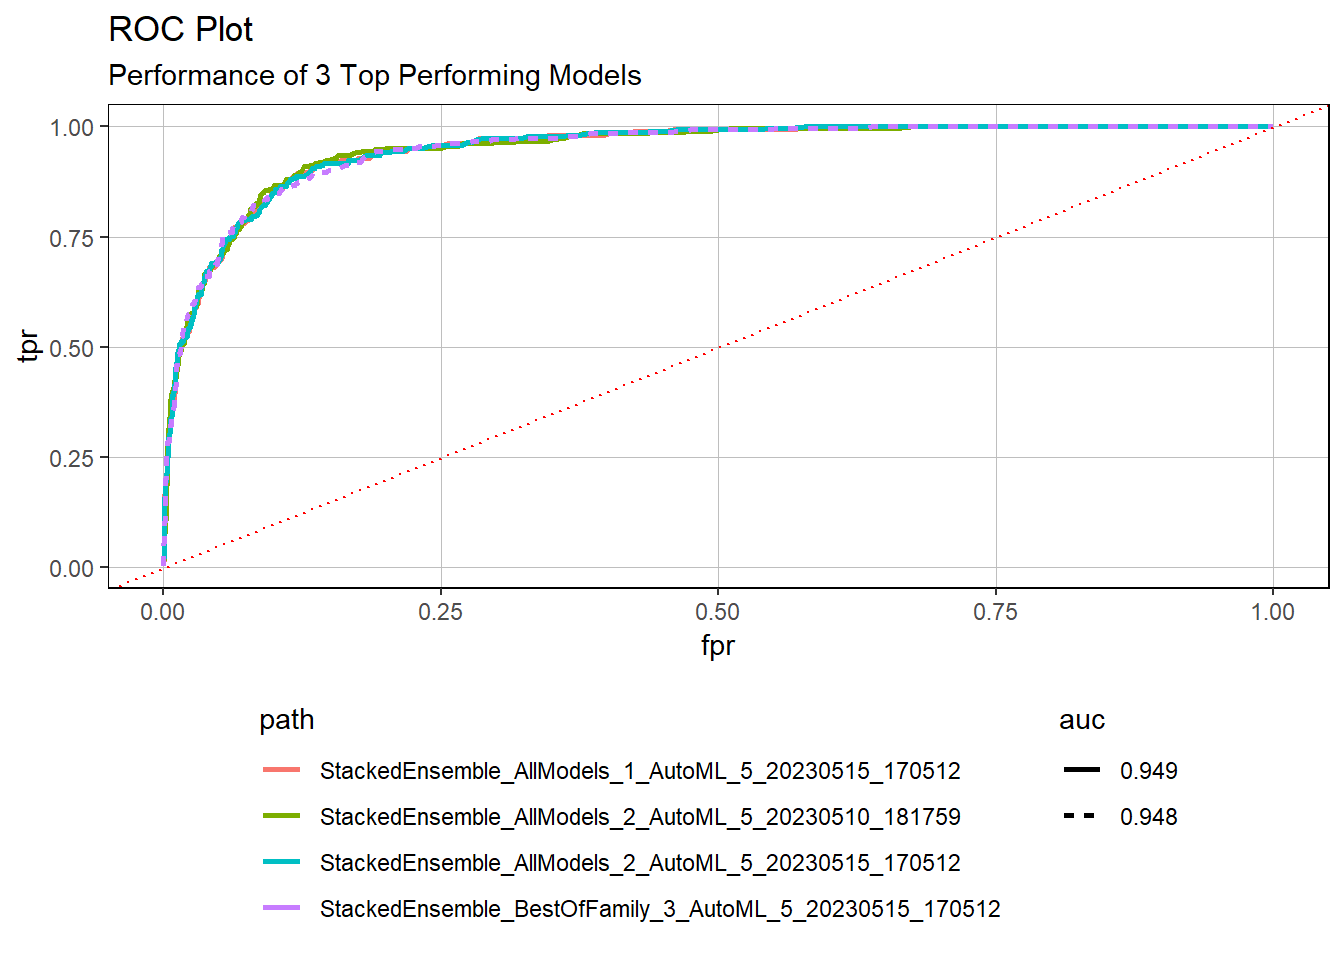 ROC Plot
Performance of 3 Top Performing Models
1.00
0.75
0.50
0.25
0.00
tpr
0.00 0.25 0.50 0.75 1.00
fpr
path
StackedEnsemble_AllModels_1_AutoML_5_20230515_170512
StackedEnsemble_AllModels_2_AutoML_5_20230510_181759
StackedEnsemble_AllModels_2_AutoML_5_20230515_170512
StackedEnsemble_BestOfFamily_3_AutoML_5_20230515_170512
auc
0.949
0.948